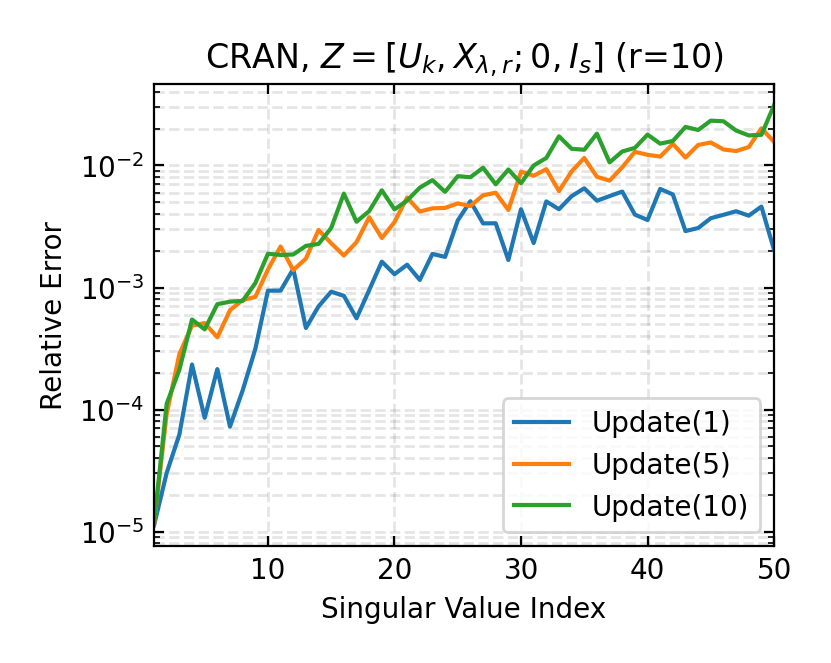 CRAN, $Z = [U_k, X_{\lambda,r}; 0, I_s]$ (r=10)
Relative Error
$10^{-2}$
$10^{-3}$
$10^{-4}$
$10^{-5}$
Update(1)
Update(5)
Update(10)
10 20 30 40 50
Singular Value Index